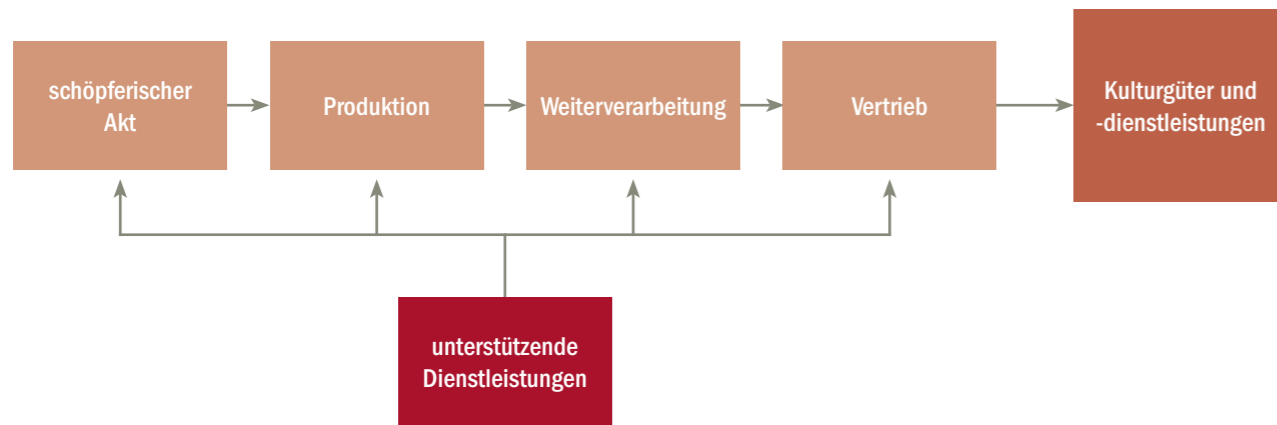 schöpferischer
Akt
Produktion
Weiterverarbeitung
Vertrieb
Kulturgüter und
-dienstleistungen
unterstützende
Dienstleistungen